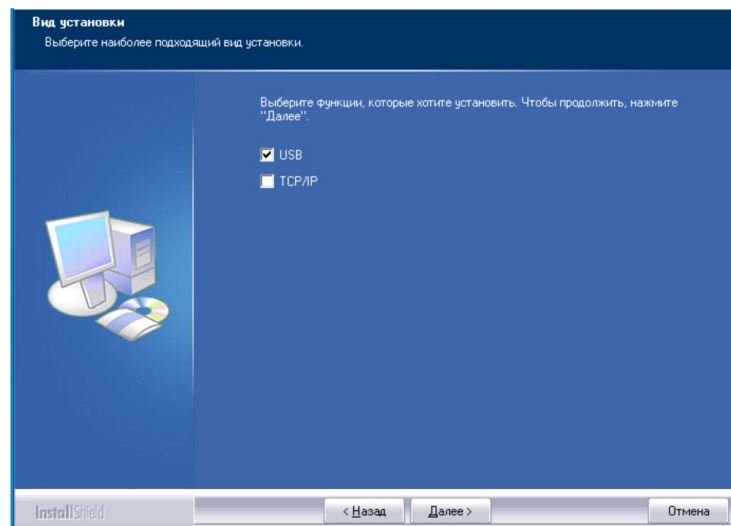 Вид установки
Выберите наиболее подходящий вид установки.
Выберите функции, которые хотите установить. Чтобы продолжить, нажмите
"Далее".
USB
TCP/IP
InstallShield
< Назад
Далее >
Отмена